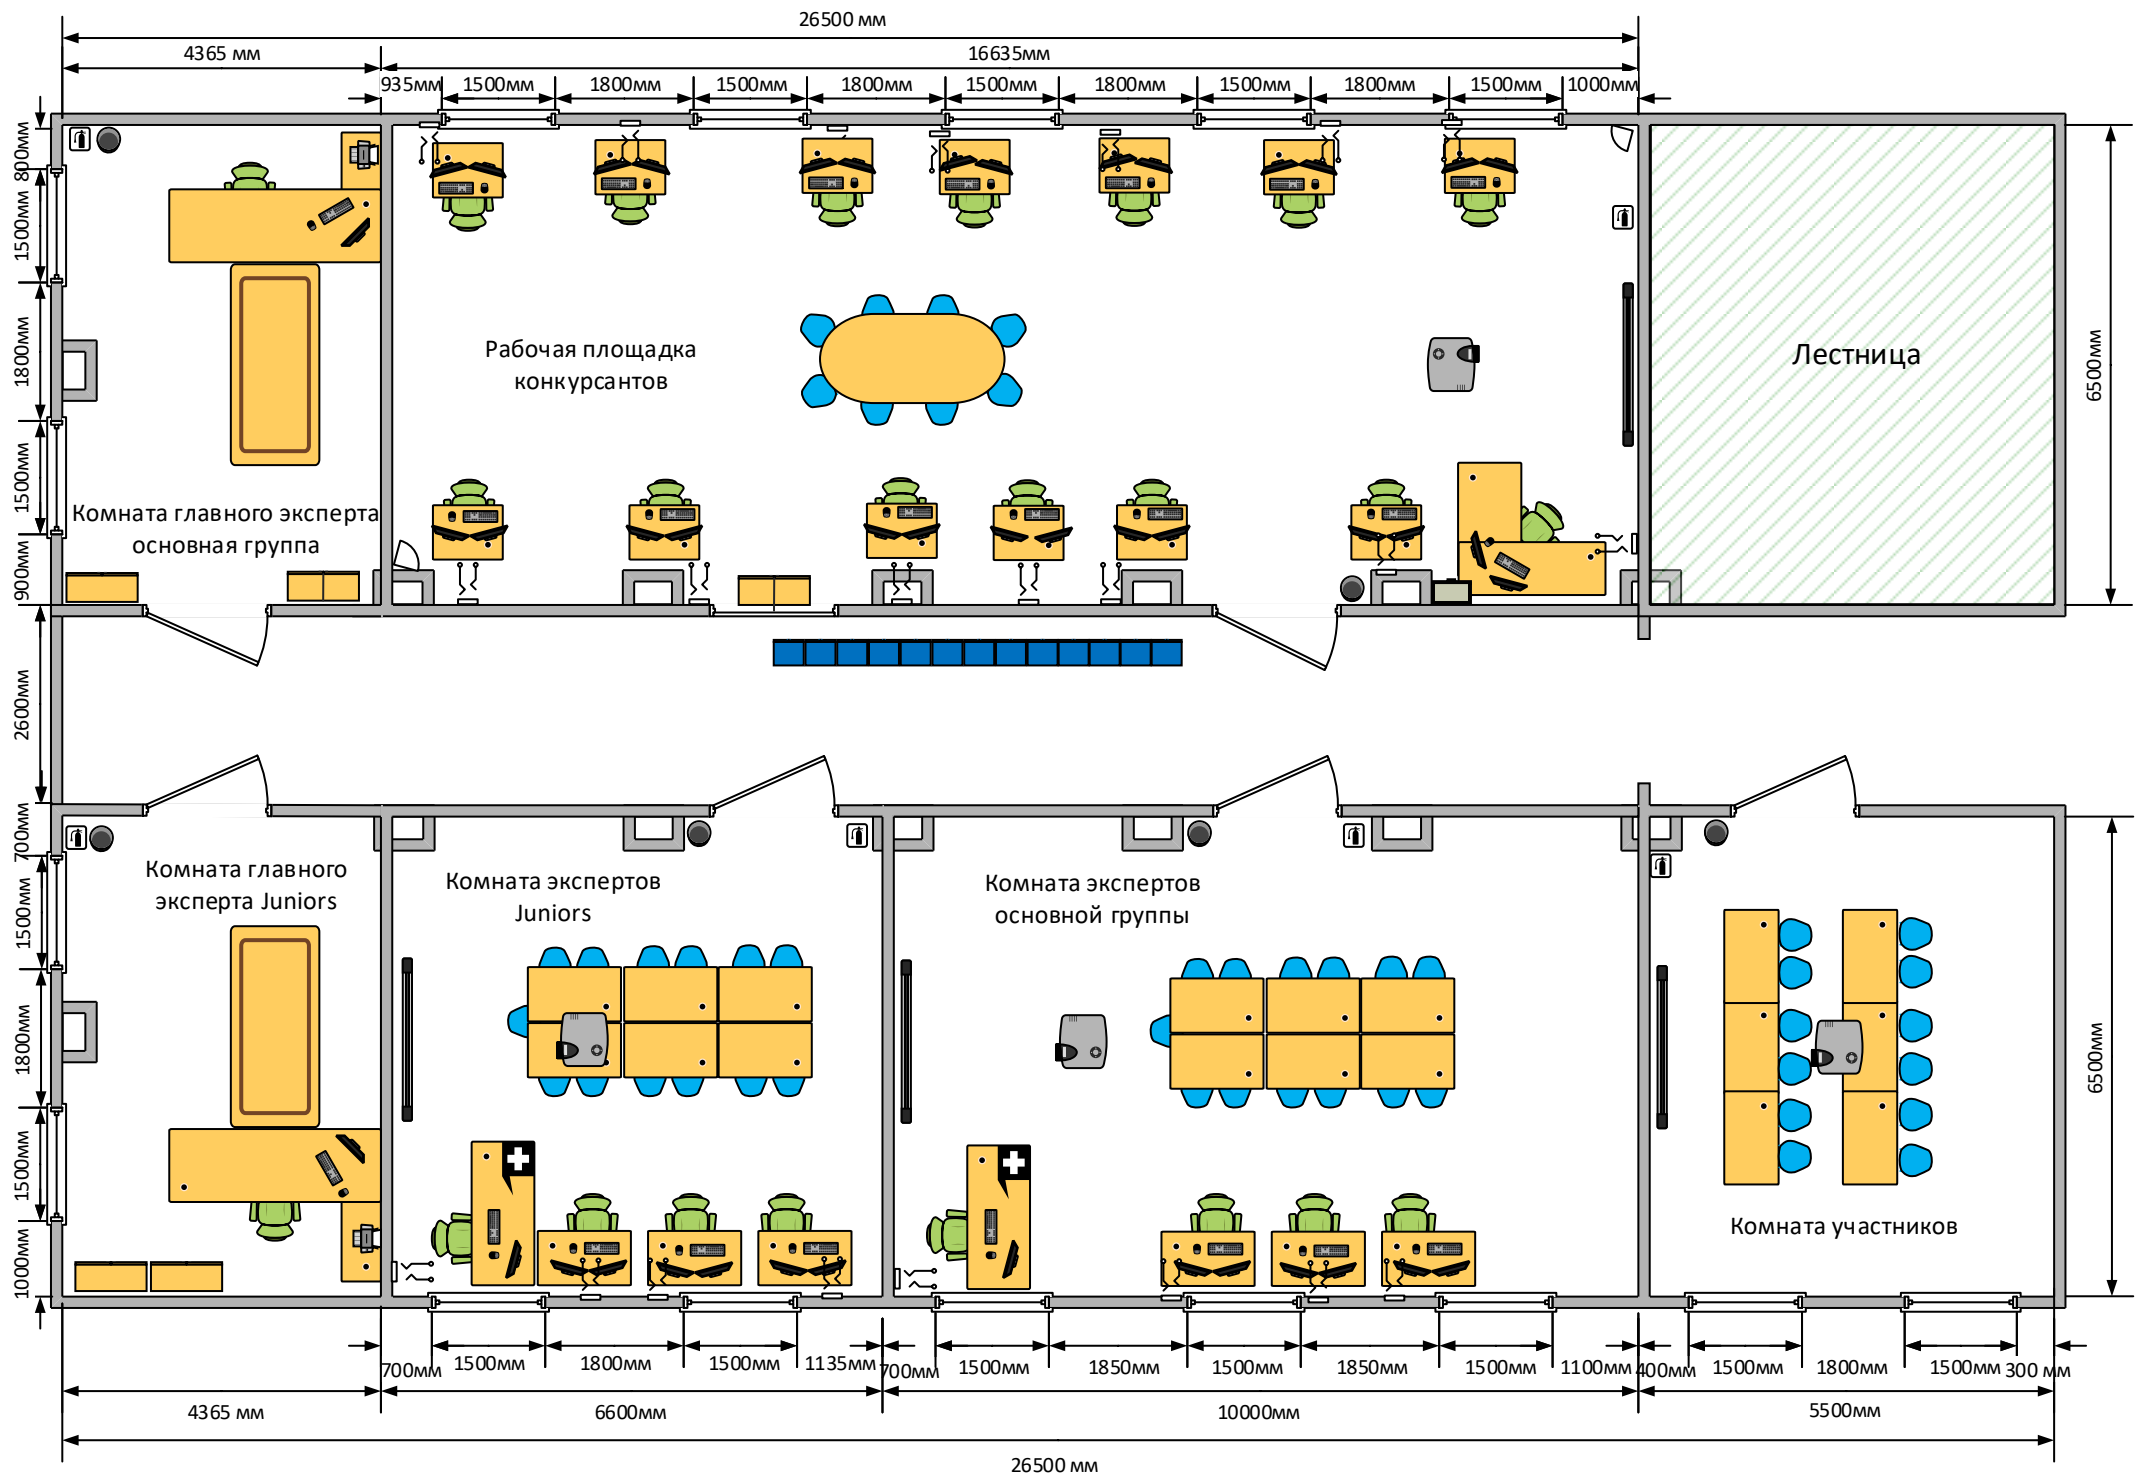 26500 мм
4365 мм
16635мм
935мм
1500мм
1800мм
1500мм
1800мм
1500мм
1800мм
1500мм
1800мм
1500мм
1000мм
800мм
1500мм
1800мм
1500мм
900мм
2600мм
700мм
1500мм
1800мм
1500мм
1000мм
Рабочая площадка
конкурсантов
Лестница
6500мм
Комната главного эксперта
основная группа
Комната главного
эксперта Juniors
Комната экспертов
Juniors
Комната экспертов
основной группы
Комната участников
6500мм
700мм
1500мм
1800мм
1500мм
1135мм
700мм
1500мм
1850мм
1500мм
1850мм
1500мм
1100мм
400мм
1500мм
1800мм
1500мм
300 мм
4365 мм
6600мм
10000мм
5500мм
26500 мм